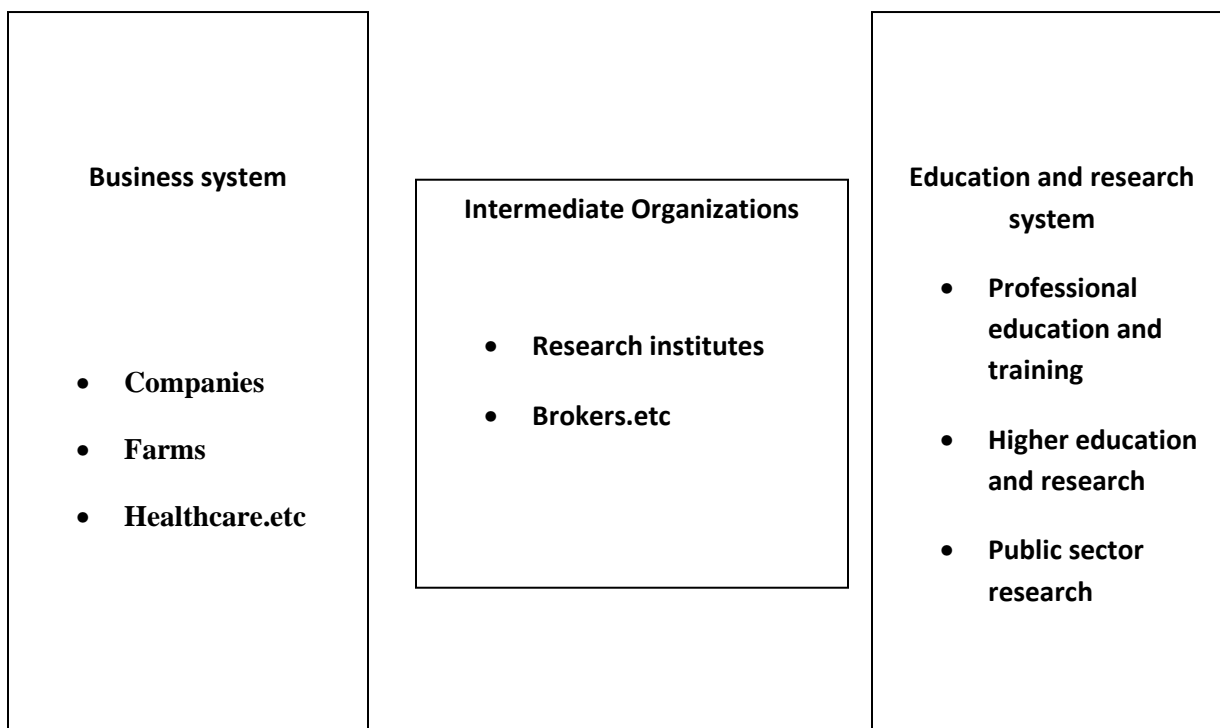 Business system
• Companies
• Farms
• Healthcare.etc
Intermediate Organizations
• Research institutes
• Brokers.etc
Education and research
system
• Professional
education and
training
• Higher education
and research
• Public sector
research